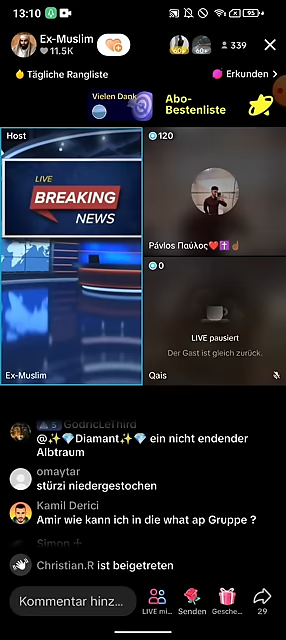 13:10
95
Ex-Muslim
11.5K
339
Tägliche Rangliste
Erkunden >
Vielen Dank
Abo-
Bestenliste
Host
LIVE
BREAKING
NEWS
Ex-Muslim
120
Pávlos Παύλος❤️✝️☝🏽
0
LIVE pausiert
Der Gast ist gleich zurück.
Qais
GodricLeThird
@✨💎Diamant✨💎 ein nicht endender
Albtraum
omaytar
stürzi niedergestochen
Kamil Derici
Amir wie kann ich in die what ap Gruppe ?
Simon
Christian.R ist beigetreten
Kommentar hinz...
LIVE mi...
Senden
Gesche...
29